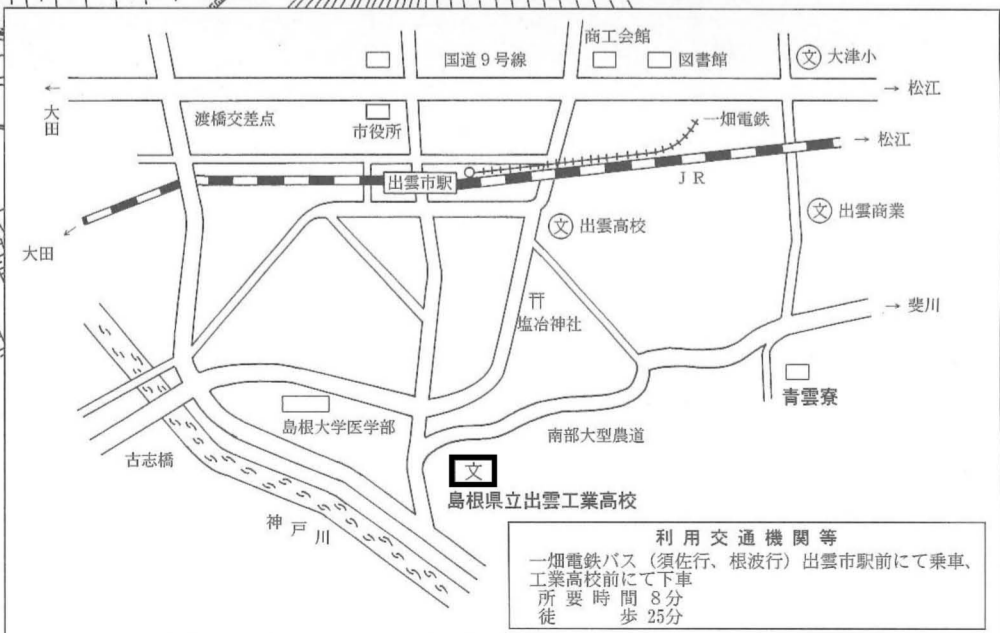 商工会館
国道9号線
図書館
文 大津小
← 大田
→ 松江
渡橋交差点
市役所
一畑電鉄
→ 松江
出雲市駅
JR
文 出雲高校
文 出雲商業
大田
塩冶神社
→ 斐川
青雲寮
島根大学医学部
南部大型農道
古志橋
文
島根県立出雲工業高校
神戸川
利用交通機関等
一畑電鉄バス(須佐行、根波行)出雲市駅前にて乗車、
工業高校前にて下車
所要時間 8分
徒歩 25分